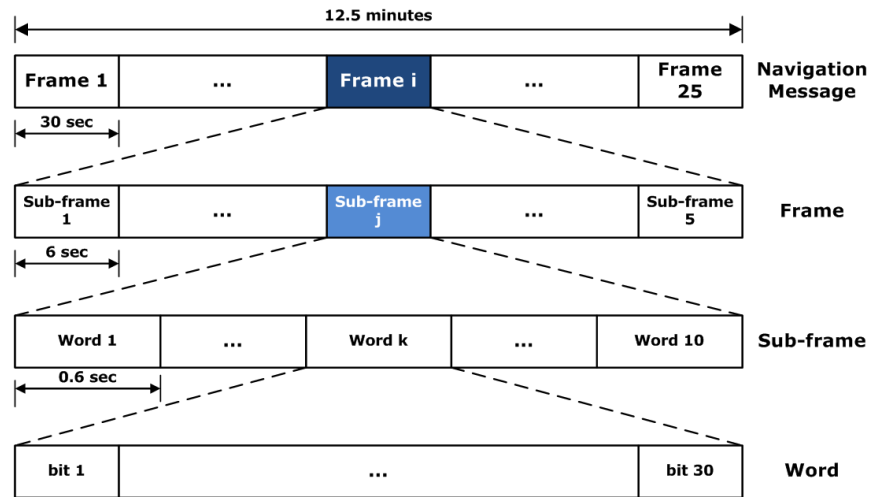 12.5 minutes
Frame 1 ... Frame i ... Frame
25
Navigation
Message
30 sec
Sub-frame
1
...
Sub-frame
j
...
Sub-frame
5
Frame
6 sec
Word 1 ... Word k ... Word 10 Sub-frame
0.6 sec
bit 1 ... bit 30 Word